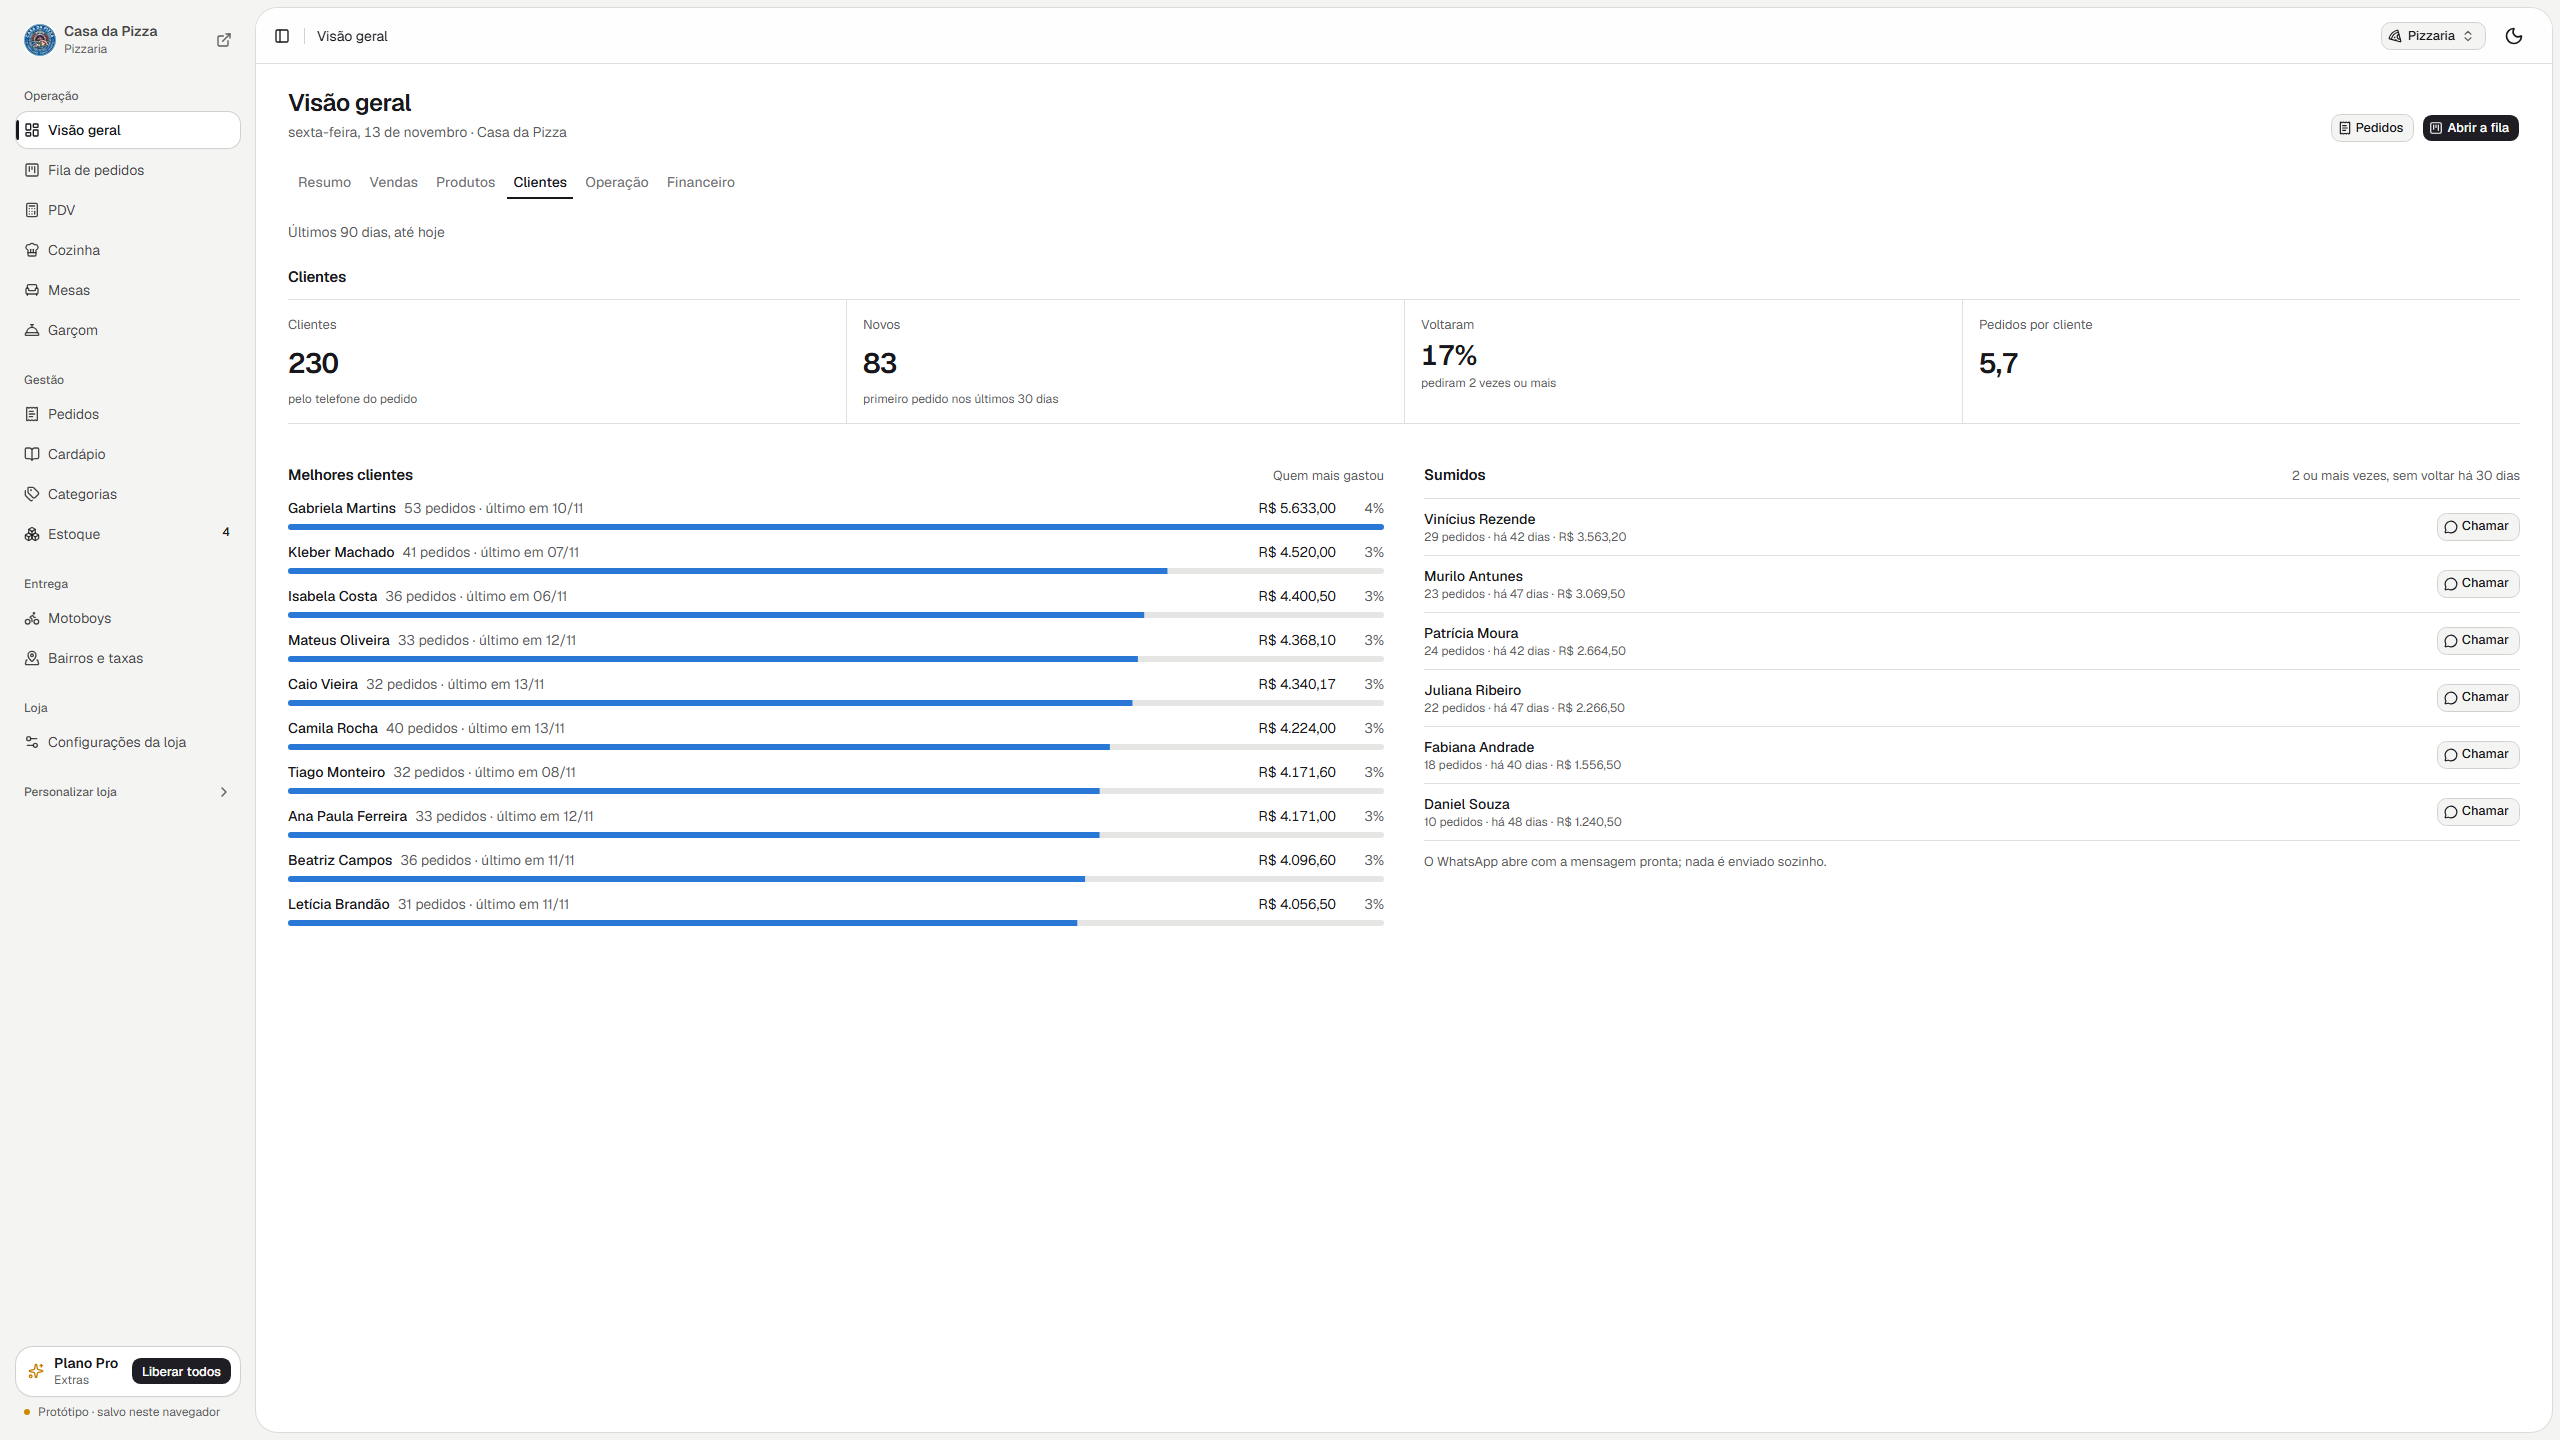 Casa da Pizza
Pizzaria
Operação
Visão geral
Fila de pedidos
PDV
Cozinha
Mesas
Garçom
Gestão
Pedidos
Cardápio
Categorias
Estoque 4
Entrega
Motoboys
Bairros e taxas
Loja
Configurações da loja
Personalizar loja
Plano Pro
Extras
Liberar todos
Protótipo · salvo neste navegador
Visão geral
Pizzaria
Visão geral
sexta-feira, 13 de novembro · Casa da Pizza
Pedidos
Abrir a fila
Resumo Vendas Produtos Clientes Operação Financeiro
Últimos 90 dias, até hoje
Clientes
Clientes
230
pelo telefone do pedido
Novos
83
primeiro pedido nos últimos 30 dias
Voltaram
17%
pediram 2 vezes ou mais
Pedidos por cliente
5,7
Melhores clientes Quem mais gastou
Gabriela Martins 53 pedidos · último em 10/11 R$ 5.633,00 4%
Kleber Machado 41 pedidos · último em 07/11 R$ 4.520,00 3%
Isabela Costa 36 pedidos · último em 06/11 R$ 4.400,50 3%
Mateus Oliveira 33 pedidos · último em 12/11 R$ 4.368,10 3%
Caio Vieira 32 pedidos · último em 13/11 R$ 4.340,17 3%
Camila Rocha 40 pedidos · último em 13/11 R$ 4.224,00 3%
Tiago Monteiro 32 pedidos · último em 08/11 R$ 4.171,60 3%
Ana Paula Ferreira 33 pedidos · último em 12/11 R$ 4.171,00 3%
Beatriz Campos 36 pedidos · último em 11/11 R$ 4.096,60 3%
Letícia Brandão 31 pedidos · último em 11/11 R$ 4.056,50 3%
Sumidos 2 ou mais vezes, sem voltar há 30 dias
Vinícius Rezende
29 pedidos · há 42 dias · R$ 3.563,20
Chamar
Murilo Antunes
23 pedidos · há 47 dias · R$ 3.069,50
Chamar
Patrícia Moura
24 pedidos · há 42 dias · R$ 2.664,50
Chamar
Juliana Ribeiro
22 pedidos · há 47 dias · R$ 2.266,50
Chamar
Fabiana Andrade
18 pedidos · há 40 dias · R$ 1.556,50
Chamar
Daniel Souza
10 pedidos · há 48 dias · R$ 1.240,50
Chamar
O WhatsApp abre com a mensagem pronta; nada é enviado sozinho.